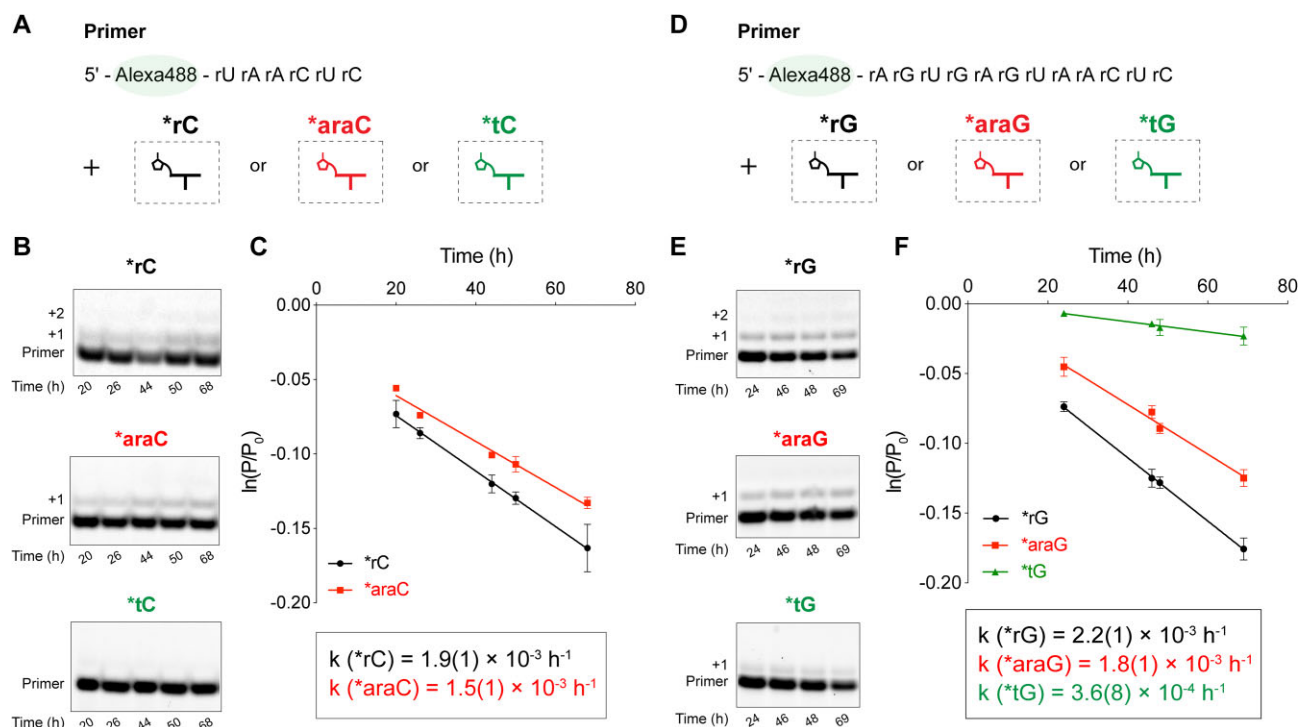 A
Primer
5' - Alexa488 - rU rA rA rC rU rC
*rC
*araC
*tC
+
or
or
D
Primer
5' - Alexa488 - rA rG rU rG rA rG rU rA rA rC rU rC
*rG
*araG
*tG
+
or
or
B
*rC
+2
+1
Primer
Time (h)
20 26 44 50 68
*araC
+1
Primer
Time (h)
20 26 44 50 68
*tC
Primer
Time (h)
20 26 44 50 68
C
Time (h)
0 20 40 60 80
0.00
-0.05
-0.10
-0.15
-0.20
ln(P/P0)
*rC
*araC
k (*rC) = 1.9(1) × 10-3 h-1
k (*araC) = 1.5(1) × 10-3 h-1
E
*rG
+2
+1
Primer
Time (h)
24 46 48 69
*araG
+1
Primer
Time (h)
24 46 48 69
*tG
+1
Primer
Time (h)
24 46 48 69
F
Time (h)
0 20 40 60 80
0.00
-0.05
-0.10
-0.15
-0.20
ln(P/P0)
*rG
*araG
*tG
k (*rG) = 2.2(1) × 10-3 h-1
k (*araG) = 1.8(1) × 10-3 h-1
k (*tG) = 3.6(8) × 10-4 h-1